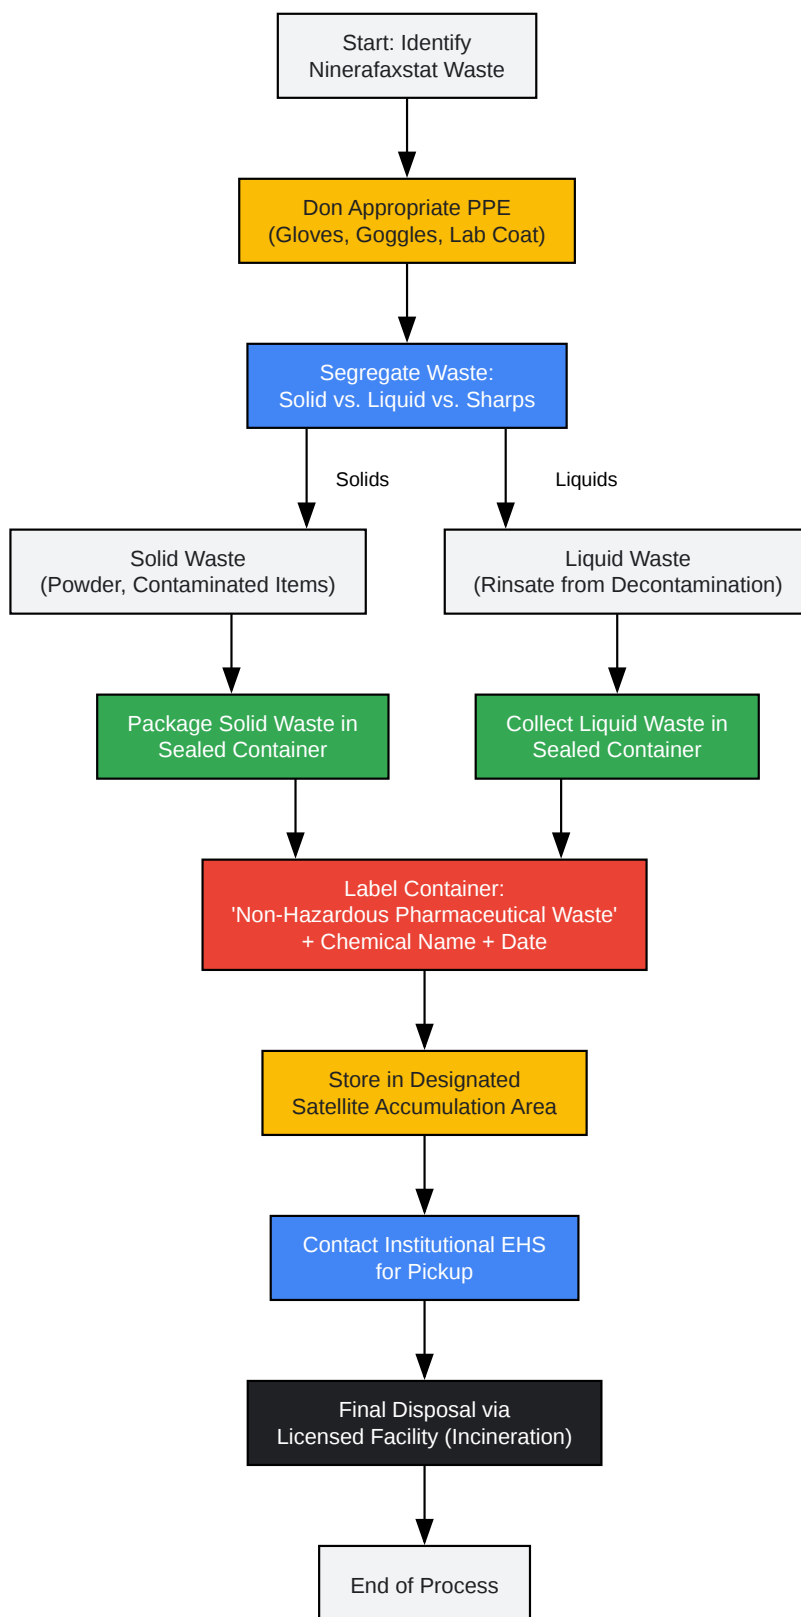 Start: Identify
Ninerafaxstat Waste
Don Appropriate PPE
(Gloves, Goggles, Lab Coat)
Segregate Waste:
Solid vs. Liquid vs. Sharps
Solids
Liquids
Solid Waste
(Powder, Contaminated Items)
Liquid Waste
(Rinsate from Decontamination)
Package Solid Waste in
Sealed Container
Collect Liquid Waste in
Sealed Container
Label Container:
'Non-Hazardous Pharmaceutical Waste'
+ Chemical Name + Date
Store in Designated
Satellite Accumulation Area
Contact Institutional EHS
for Pickup
Final Disposal via
Licensed Facility (Incineration)
End of Process